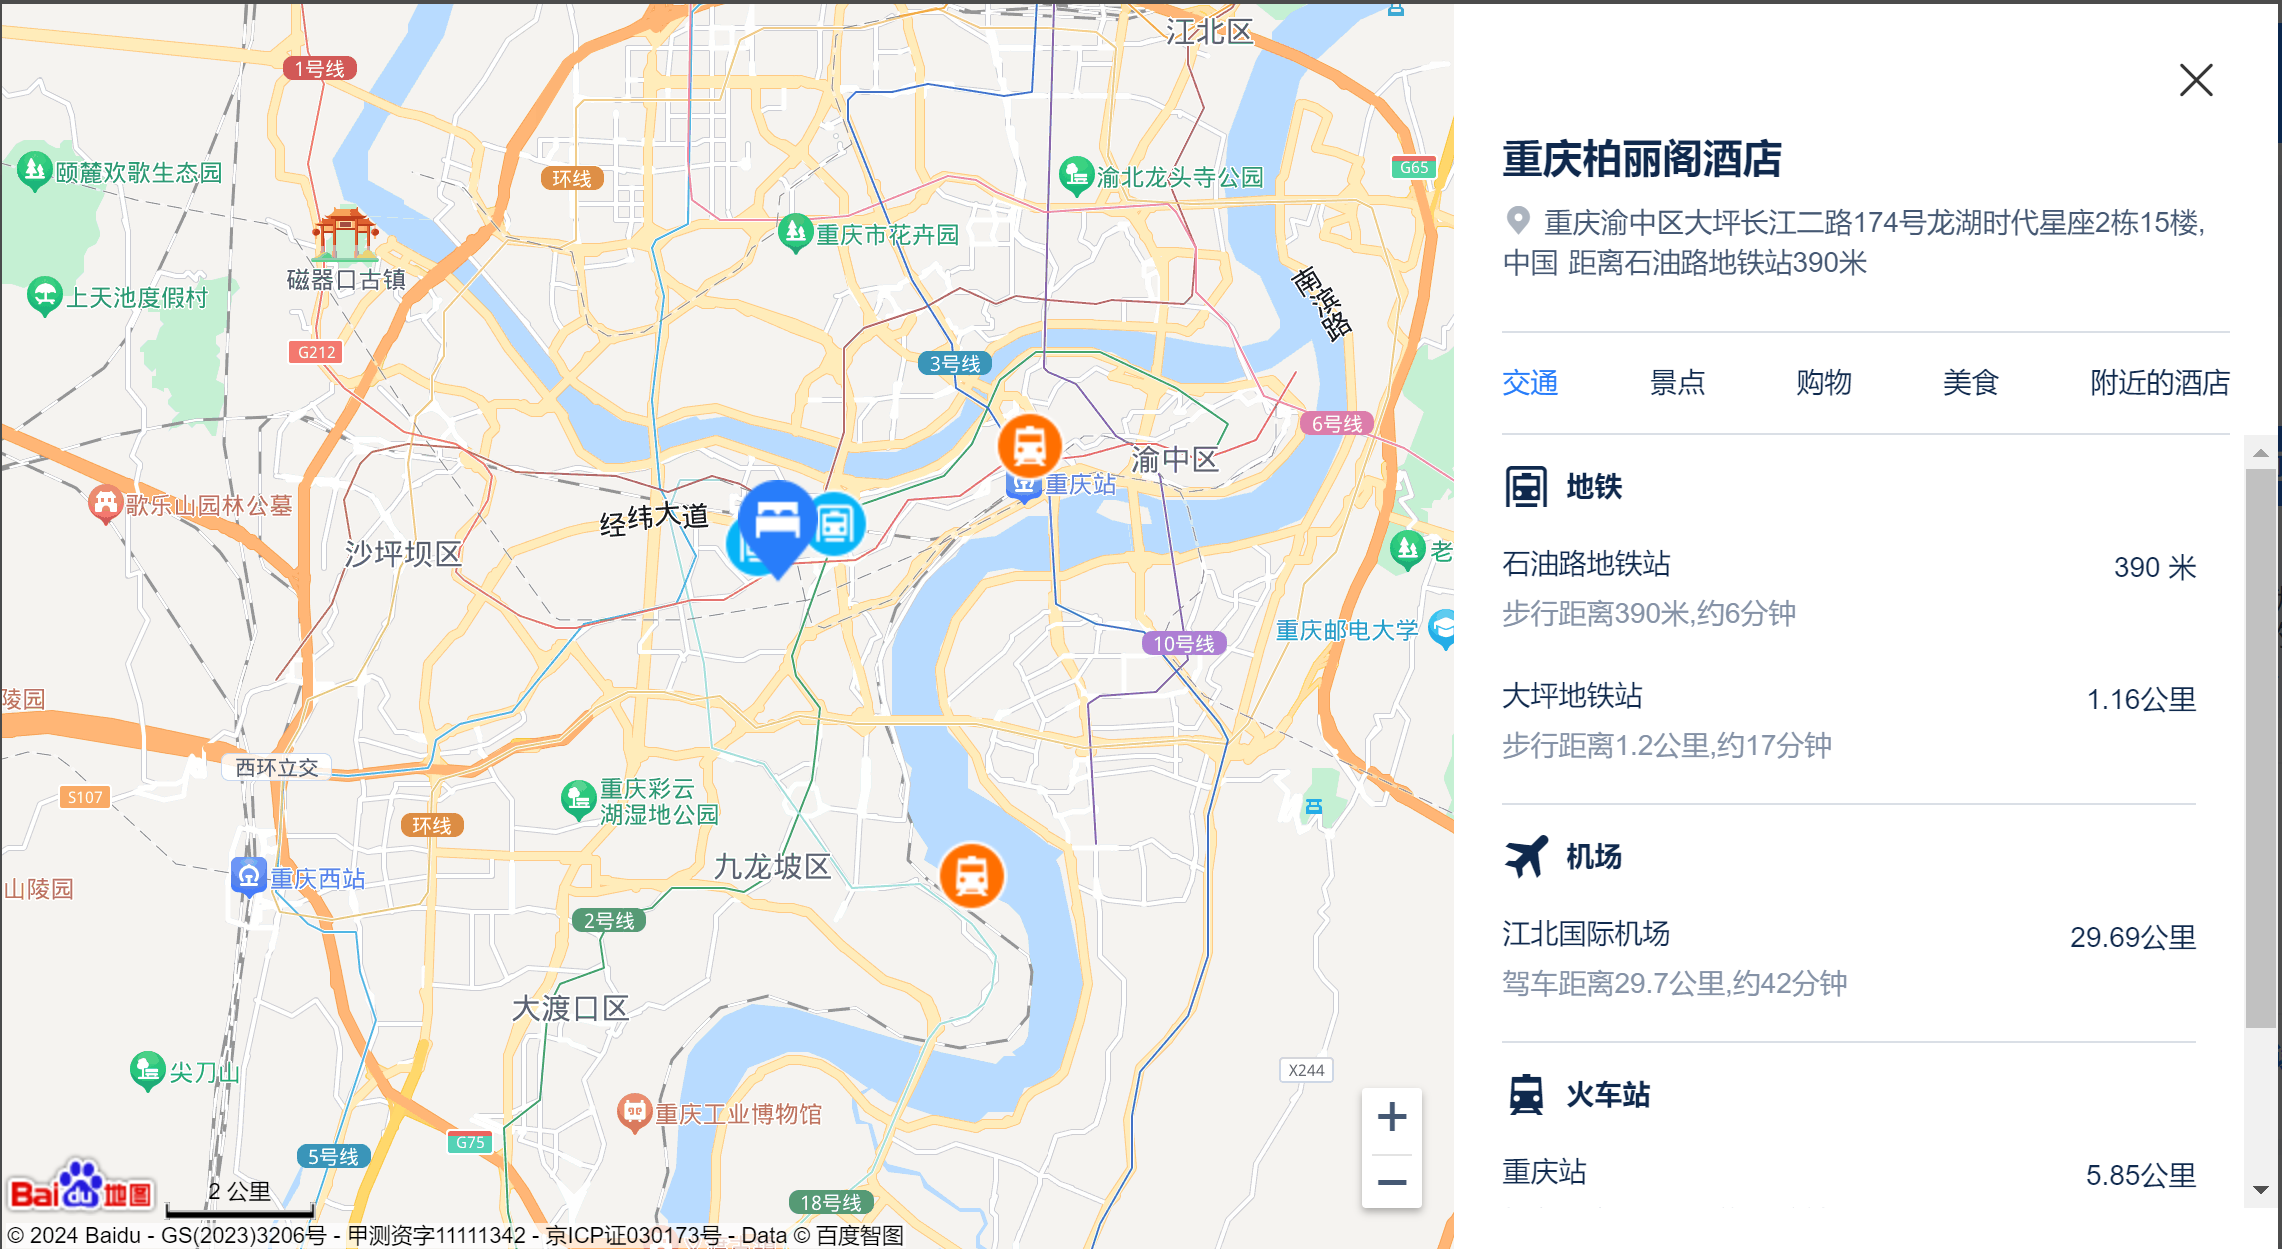 江北区
1号线
G65
颐麓欢歌生态园
环线
渝北龙头寺公园
重庆市花卉园
磁器口古镇
上天池度假村
南滨路
G212
3号线
6号线
渝中区
重庆站
歌乐山园林公墓
经纬大道
沙坪坝区
老
重庆邮电大学
10号线
陵园
西环立交
S107
重庆彩云
湖湿地公园
环线
九龙坡区
重庆西站
山陵园
2号线
大渡口区
尖刀山
X244
重庆工业博物馆
G75
5号线
18号线
Bai du 地图
2 公里
© 2024 Baidu - GS(2023)3206号 - 甲测资字11111342 - 京ICP证030173号 - Data © 百度智图
重庆柏丽阁酒店
重庆渝中区大坪长江二路174号龙湖时代星座2栋15楼,
中国 距离石油路地铁站390米
交通 景点 购物 美食 附近的酒店
地铁
石油路地铁站 390 米
步行距离390米,约6分钟
大坪地铁站 1.16公里
步行距离1.2公里,约17分钟
机场
江北国际机场 29.69公里
驾车距离29.7公里,约42分钟
火车站
重庆站 5.85公里